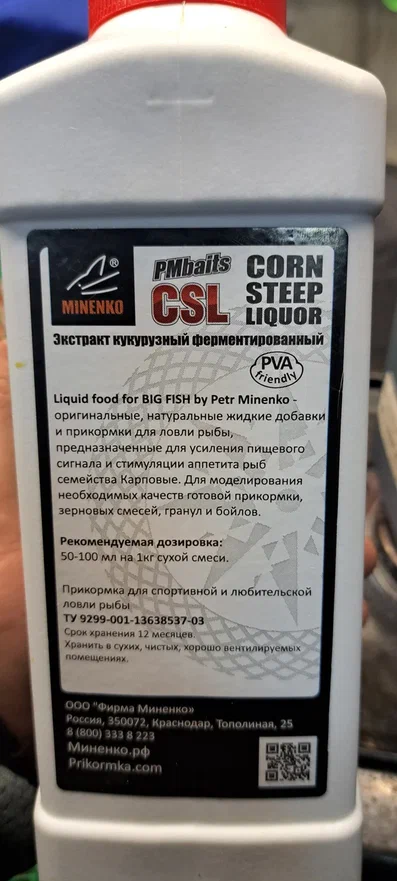 ®
MINENKO
PMbaits
CSL
CORN
STEEP
LIQUOR
Экстракт кукурузный ферментированный
PVA
friendly
Liquid food for BIG FISH by Petr Minenko -
оригинальные, натуральные жидкие добавки
и прикормки для ловли рыбы,
предназначенные для усиления пищевого
сигнала и стимуляции аппетита рыб
семейства Карповые. Для моделирования
необходимых качеств готовой прикормки,
зерновых смесей, гранул и бойлов.
Рекомендуемая дозировка:
50-100 мл на 1кг сухой смеси.
Прикормка для спортивной и любительской
ловли рыбы
ТУ 9299-001-13638537-03
Срок хранения 12 месяцев.
Хранить в сухих, чистых, хорошо вентилируемых
помещениях.
ООО "Фирма Миненко»
Россия, 350072, Краснодар, Тополиная, 25
8 (800) 333 8 223
Миненко.рф
Prikormka.com